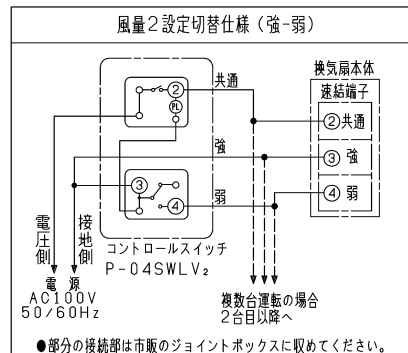 風量2設定切替仕様（強-弱）
換気扇本体
速結端子
共通
②
PL
②共通
強
③強
③
弱
④弱
④
電圧側
接地側
コントロールスイッチ
P-04SWLV₂
電源
AC100V
50/60Hz
複数台運転の場合
2台目以降へ
●部分の接続部は市販のジョイントボックスに収めてください。